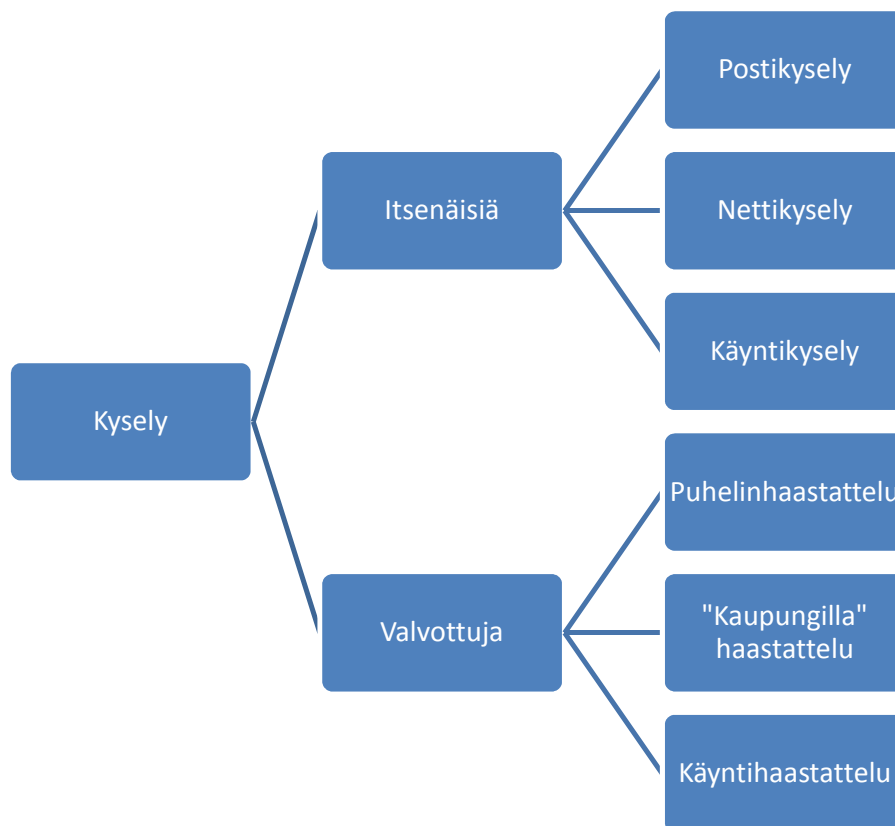 Kysely
Itsenäisiä
Postikysely
Nettikysely
Käyntikysely
Valvottuja
Puhelinhaastattelu
"Kaupungilla"
haastattelu
Käyntihaastattelu